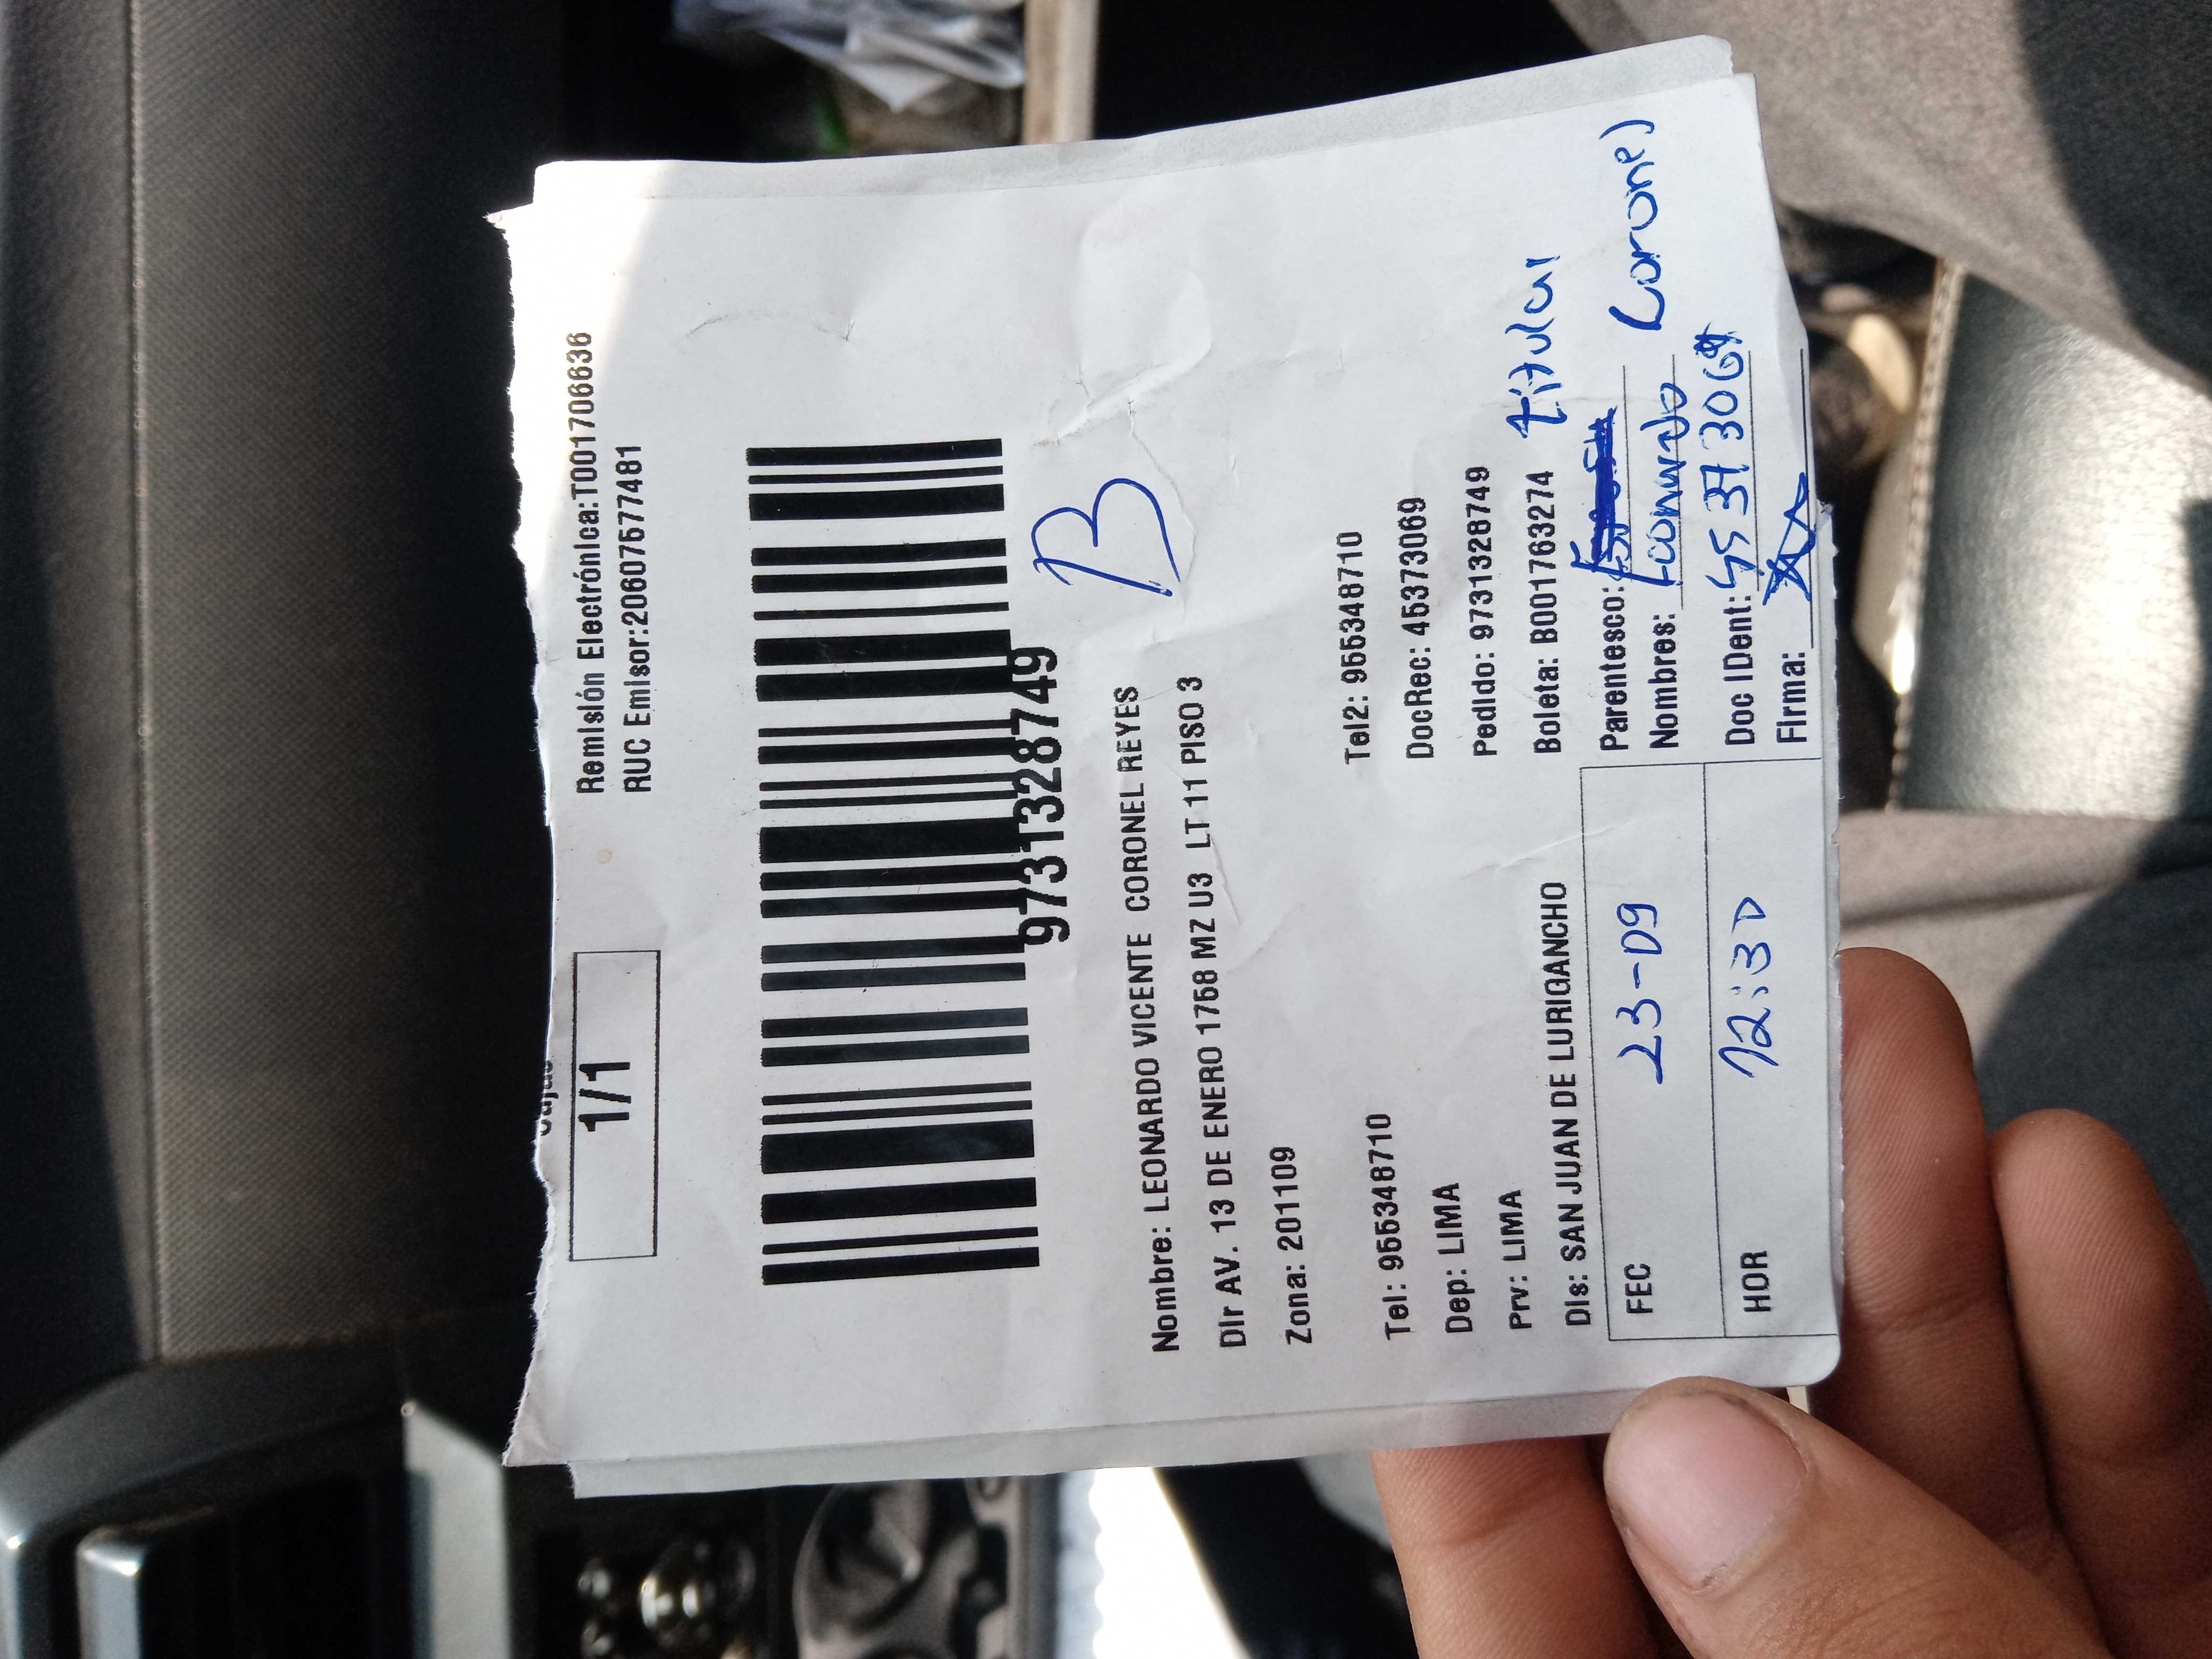 1/1
Remisión Electrónica:T001706636
RUC Emisor:20607577481
9731328749
B
Nombre: LEONARDO VICENTE CORONEL REYES
Dir AV. 13 DE ENERO 1758 MZ U3 LT 11 PISO 3
Zona: 201109
Tel: 955348710 Tel2: 955348710
Dep: LIMA DocRec: 45373069
Prv: LIMA Pedido: 9731328749
Dis: SAN JUAN DE LURIGANCHO Boleta: B001763274
titular
FEC 23-09
HOR 12:30
Parentesco:
Nombres: Leonardo Coronel
Doc IDent: 45373069
Firma: